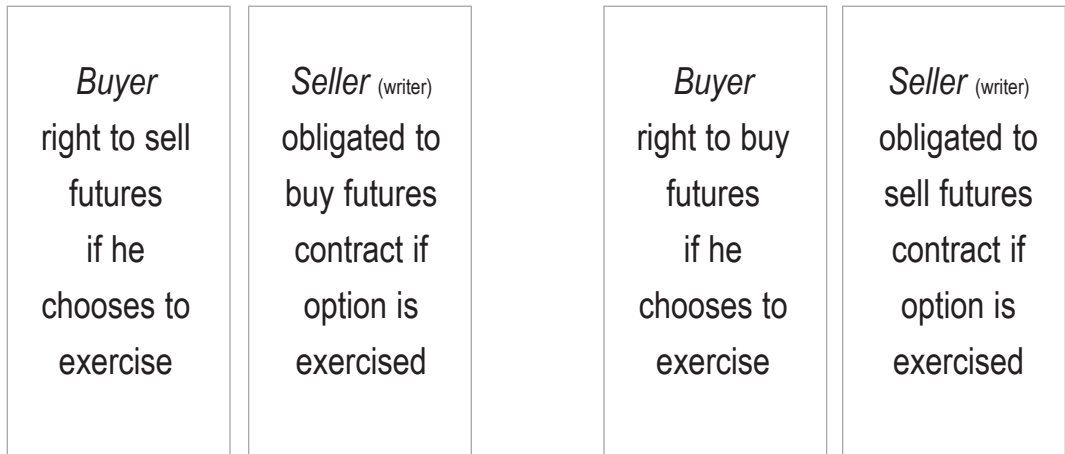 Buyer
right to sell
futures
if he
chooses to
exercise
Seller (writer)
obligated to
buy futures
contract if
option is
exercised
Buyer
right to buy
futures
if he
chooses to
exercise
Seller (writer)
obligated to
sell futures
contract if
option is
exercised